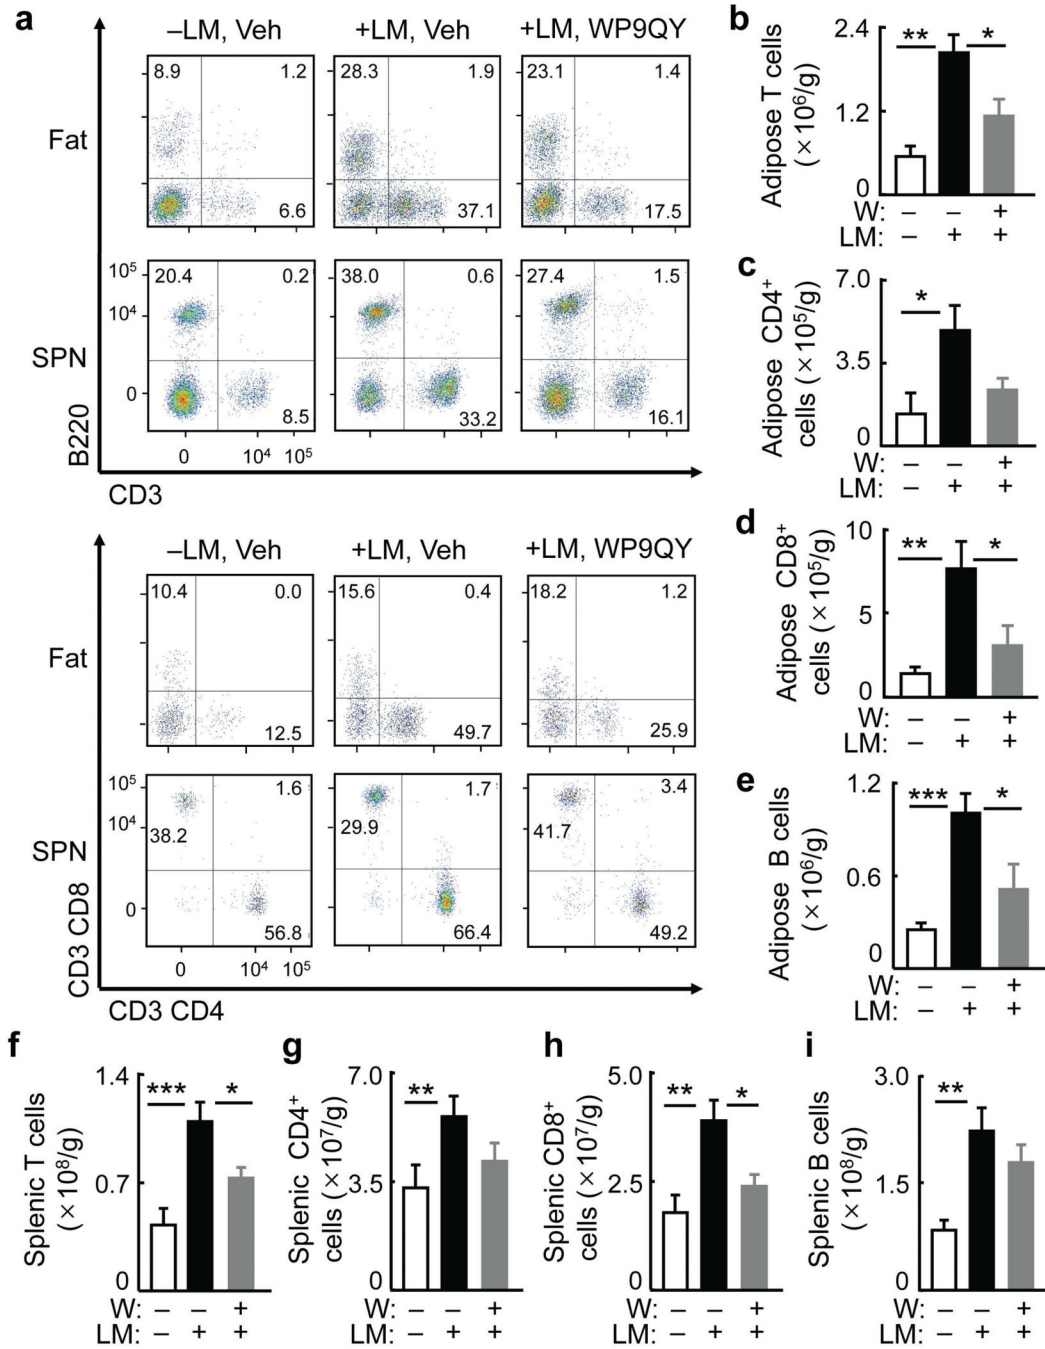 a
–LM, Veh
+LM, Veh
+LM, WP9QY
Fat
8.9 1.2
6.6
28.3 1.9
37.1
23.1 1.4
17.5
SPN
10⁵
10⁴
0
20.4 0.2
8.5
38.0 0.6
33.2
27.4 1.5
16.1
0 10⁴ 10⁵
B220
CD3
–LM, Veh
+LM, Veh
+LM, WP9QY
Fat
10.4 0.0
12.5
15.6 0.4
49.7
18.2 1.2
25.9
SPN
10⁵
10⁴
0
1.6
38.2
56.8
1.7
29.9
66.4
3.4
41.7
49.2
0 10⁴ 10⁵
CD3 CD8
CD3 CD4
b
Adipose T cells
(×10⁶/g)
2.4
1.2
0
** *
W: – – +
LM: – + +
c
Adipose CD4⁺
cells (×10⁵/g)
7.0
3.5
0
*
W: – – +
LM: – + +
d
Adipose CD8⁺
cells (×10⁵/g)
10
5
0
** *
W: – – +
LM: – + +
e
Adipose B cells
(×10⁶/g)
1.2
0.6
0
*** *
W: – – +
LM: – + +
f
Splenic T cells
(×10⁸/g)
1.4
0.7
0
*** *
W: – – +
LM: – + +
g
Splenic CD4⁺
cells (×10⁷/g)
7.0
3.5
0
**
W: – – +
LM: – + +
h
Splenic CD8⁺
cells (×10⁷/g)
5.0
2.5
0
** *
W: – – +
LM: – + +
i
Splenic B cells
(×10⁸/g)
3.0
1.5
0
**
W: – – +
LM: – + +